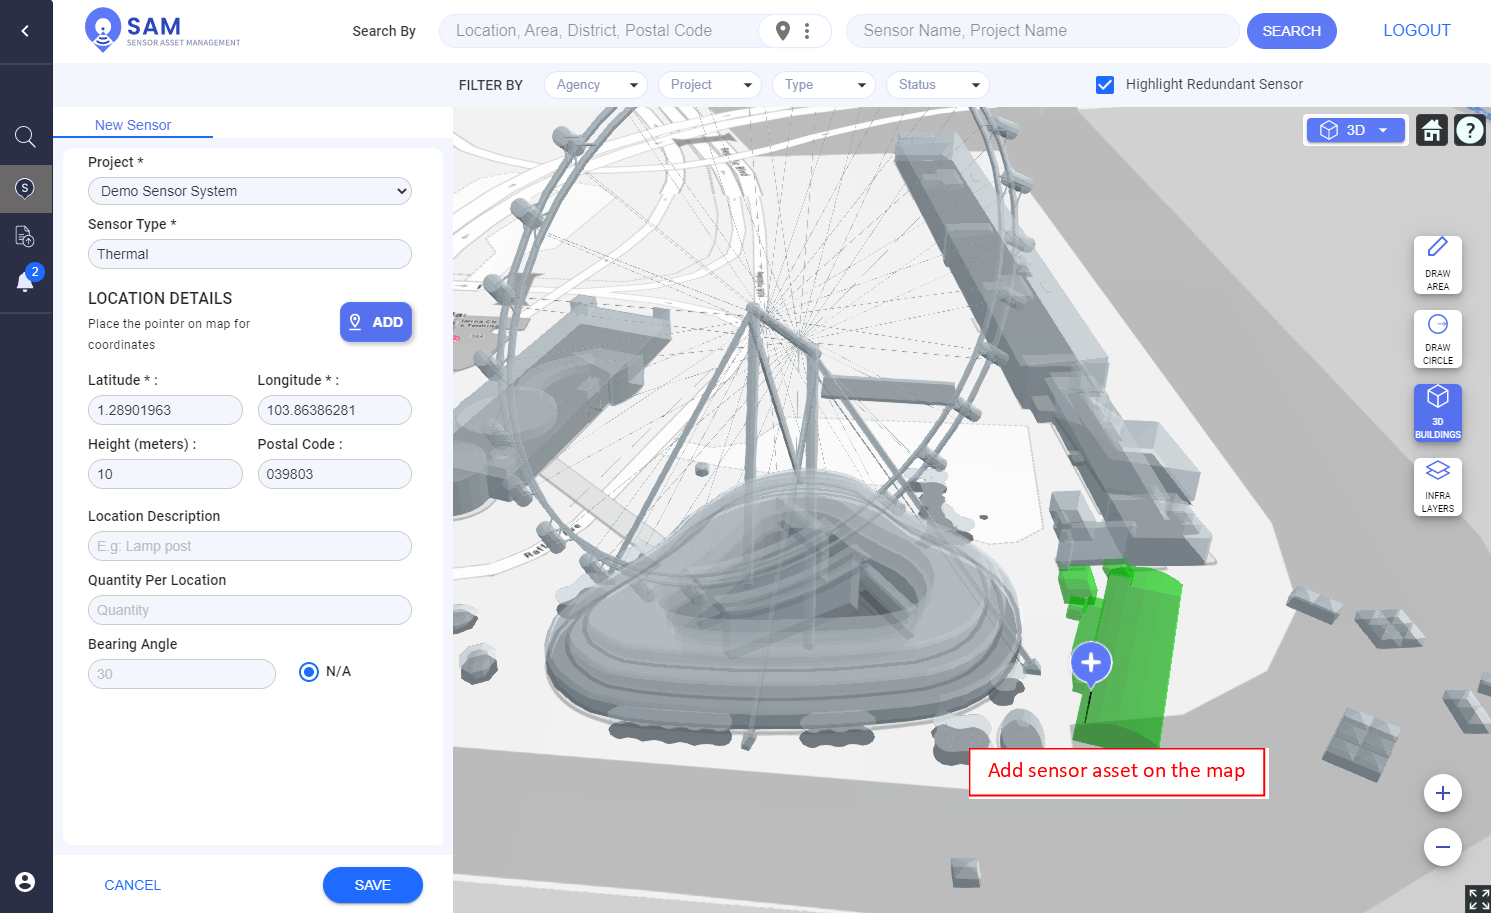 SAM
SENSOR ASSET MANAGEMENT
Search By
Location, Area, District, Postal Code
Sensor Name, Project Name
SEARCH
LOGOUT
FILTER BY
Agency
Project
Type
Status
Highlight Redundant Sensor
New Sensor
Project *
Demo Sensor System
Sensor Type *
Thermal
LOCATION DETAILS
Place the pointer on map for
coordinates
ADD
Latitude * :
Longitude * :
1.28901963
103.86386281
Height (meters) :
Postal Code :
10
039803
Location Description
E.g: Lamp post
Quantity Per Location
Quantity
Bearing Angle
30
N/A
CANCEL
SAVE
S
2
3D
?
DRAW
AREA
DRAW
CIRCLE
3D
BUILDINGS
INFRA
LAYERS
Add sensor asset on the map